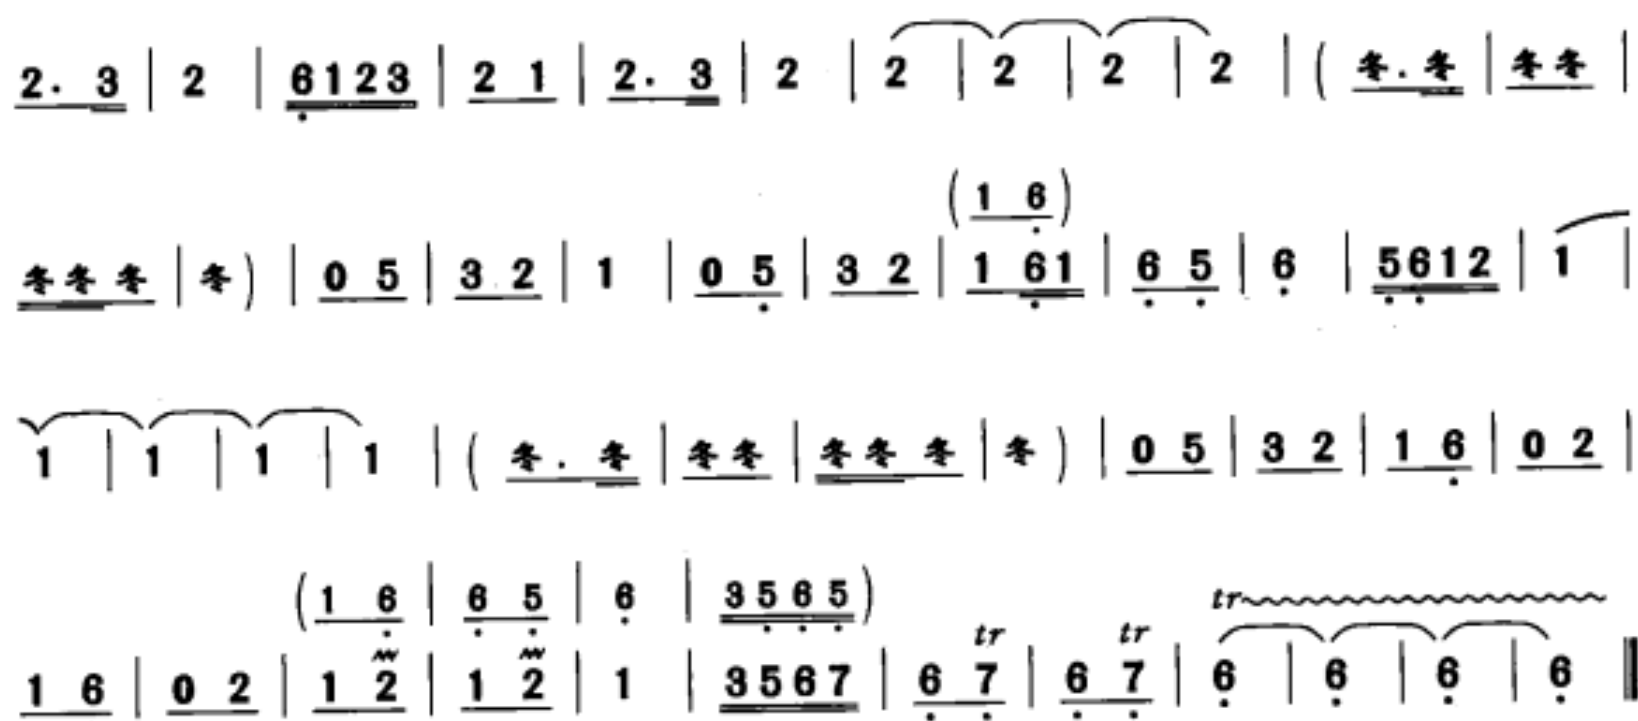 2. 3 | 2 | 6123 | 2 1 | 2. 3 | 2 | 2 | 2 | 2 | 2 | ( 冬. 冬 | 冬冬 |
( 1 6 )
冬冬 冬 | 冬 ) | 0 5 | 3 2 | 1 | 0 5 | 3 2 | 1 61 | 6 5 | 6 | 5612 | 1 |
1 | 1 | 1 | 1 | ( 冬. 冬 | 冬冬 | 冬冬 冬 | 冬 ) | 0 5 | 3 2 | 1 6 | 0 2 |
( 1 6 | 6 5 | 6 | 3565 )
tr tr tr
1 6 | 0 2 | 1 2 | 1 2 | 1 | 3567 | 6 7 | 6 7 | 6 | 6 | 6 | 6 ‖